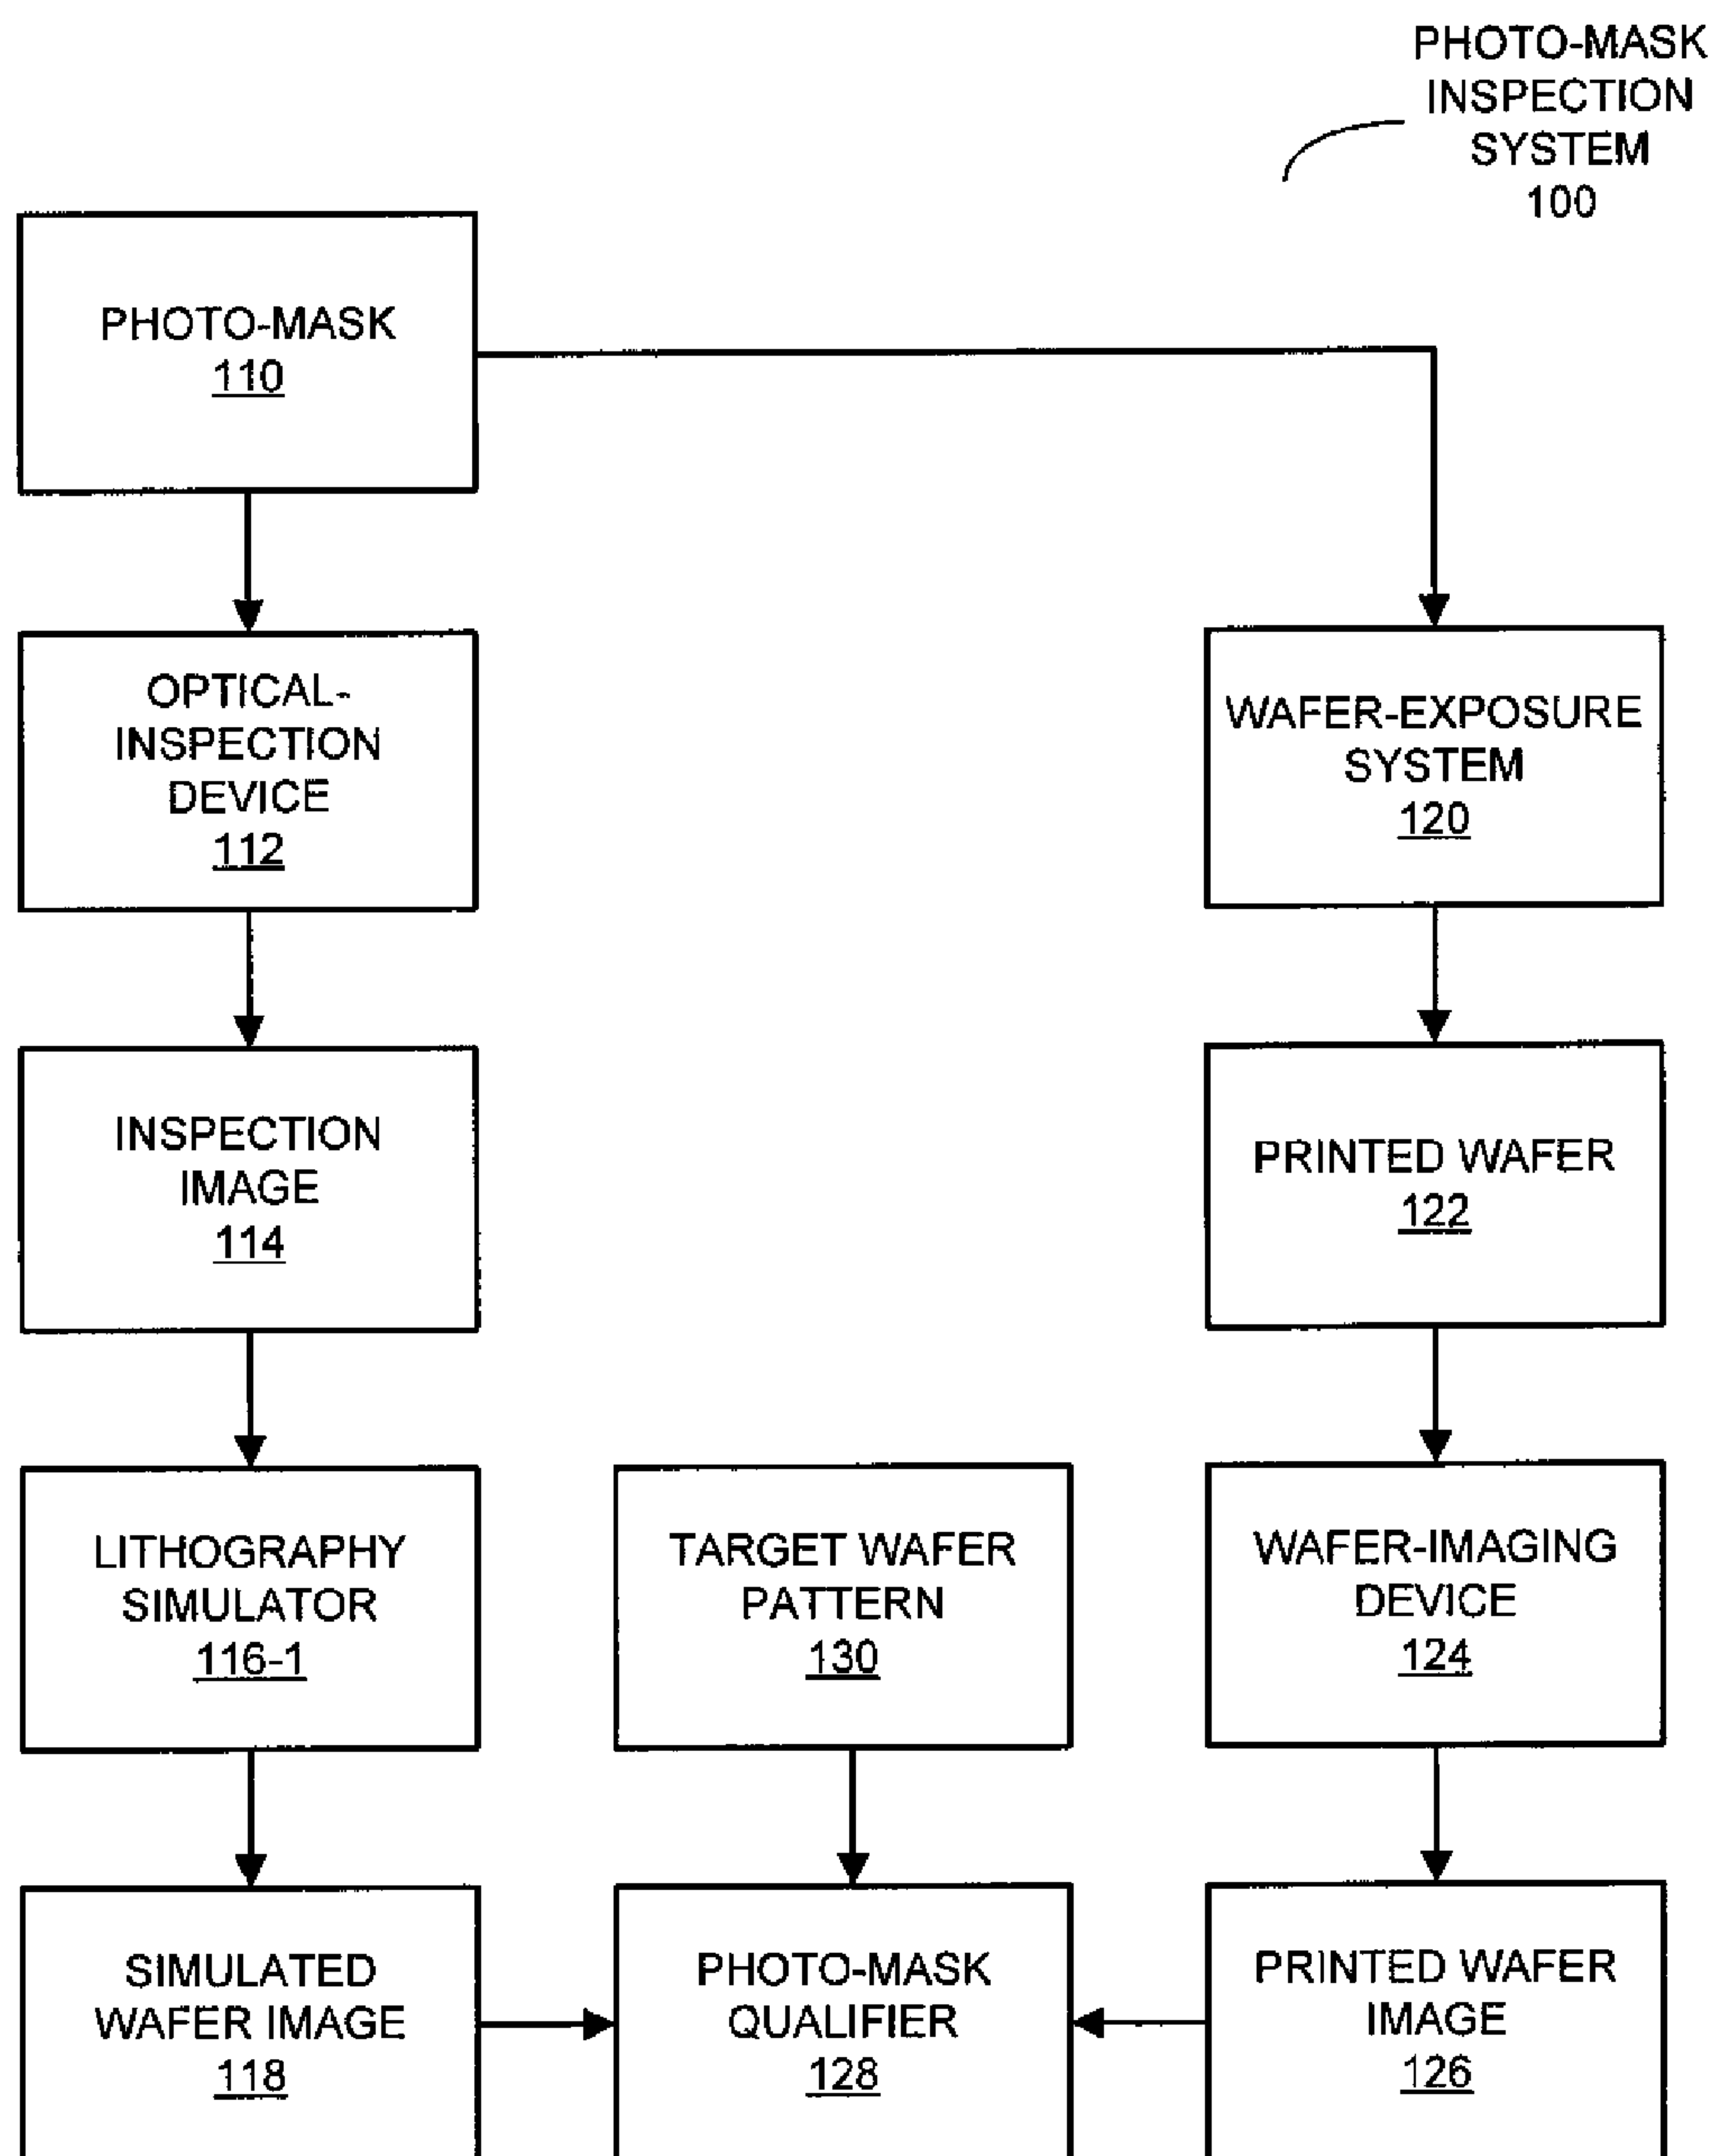 PHOTO-MASK
INSPECTION
SYSTEM
100
PHOTO-MASK
110
OPTICAL-
INSPECTION
DEVICE
112
WAFER-EXPOSURE
SYSTEM
120
INSPECTION
IMAGE
114
PRINTED WAFER
122
LITHOGRAPHY
SIMULATOR
116-1
TARGET WAFER
PATTERN
130
WAFER-IMAGING
DEVICE
124
SIMULATED
WAFER IMAGE
118
PHOTO-MASK
QUALIFIER
128
PRINTED WAFER
IMAGE
126